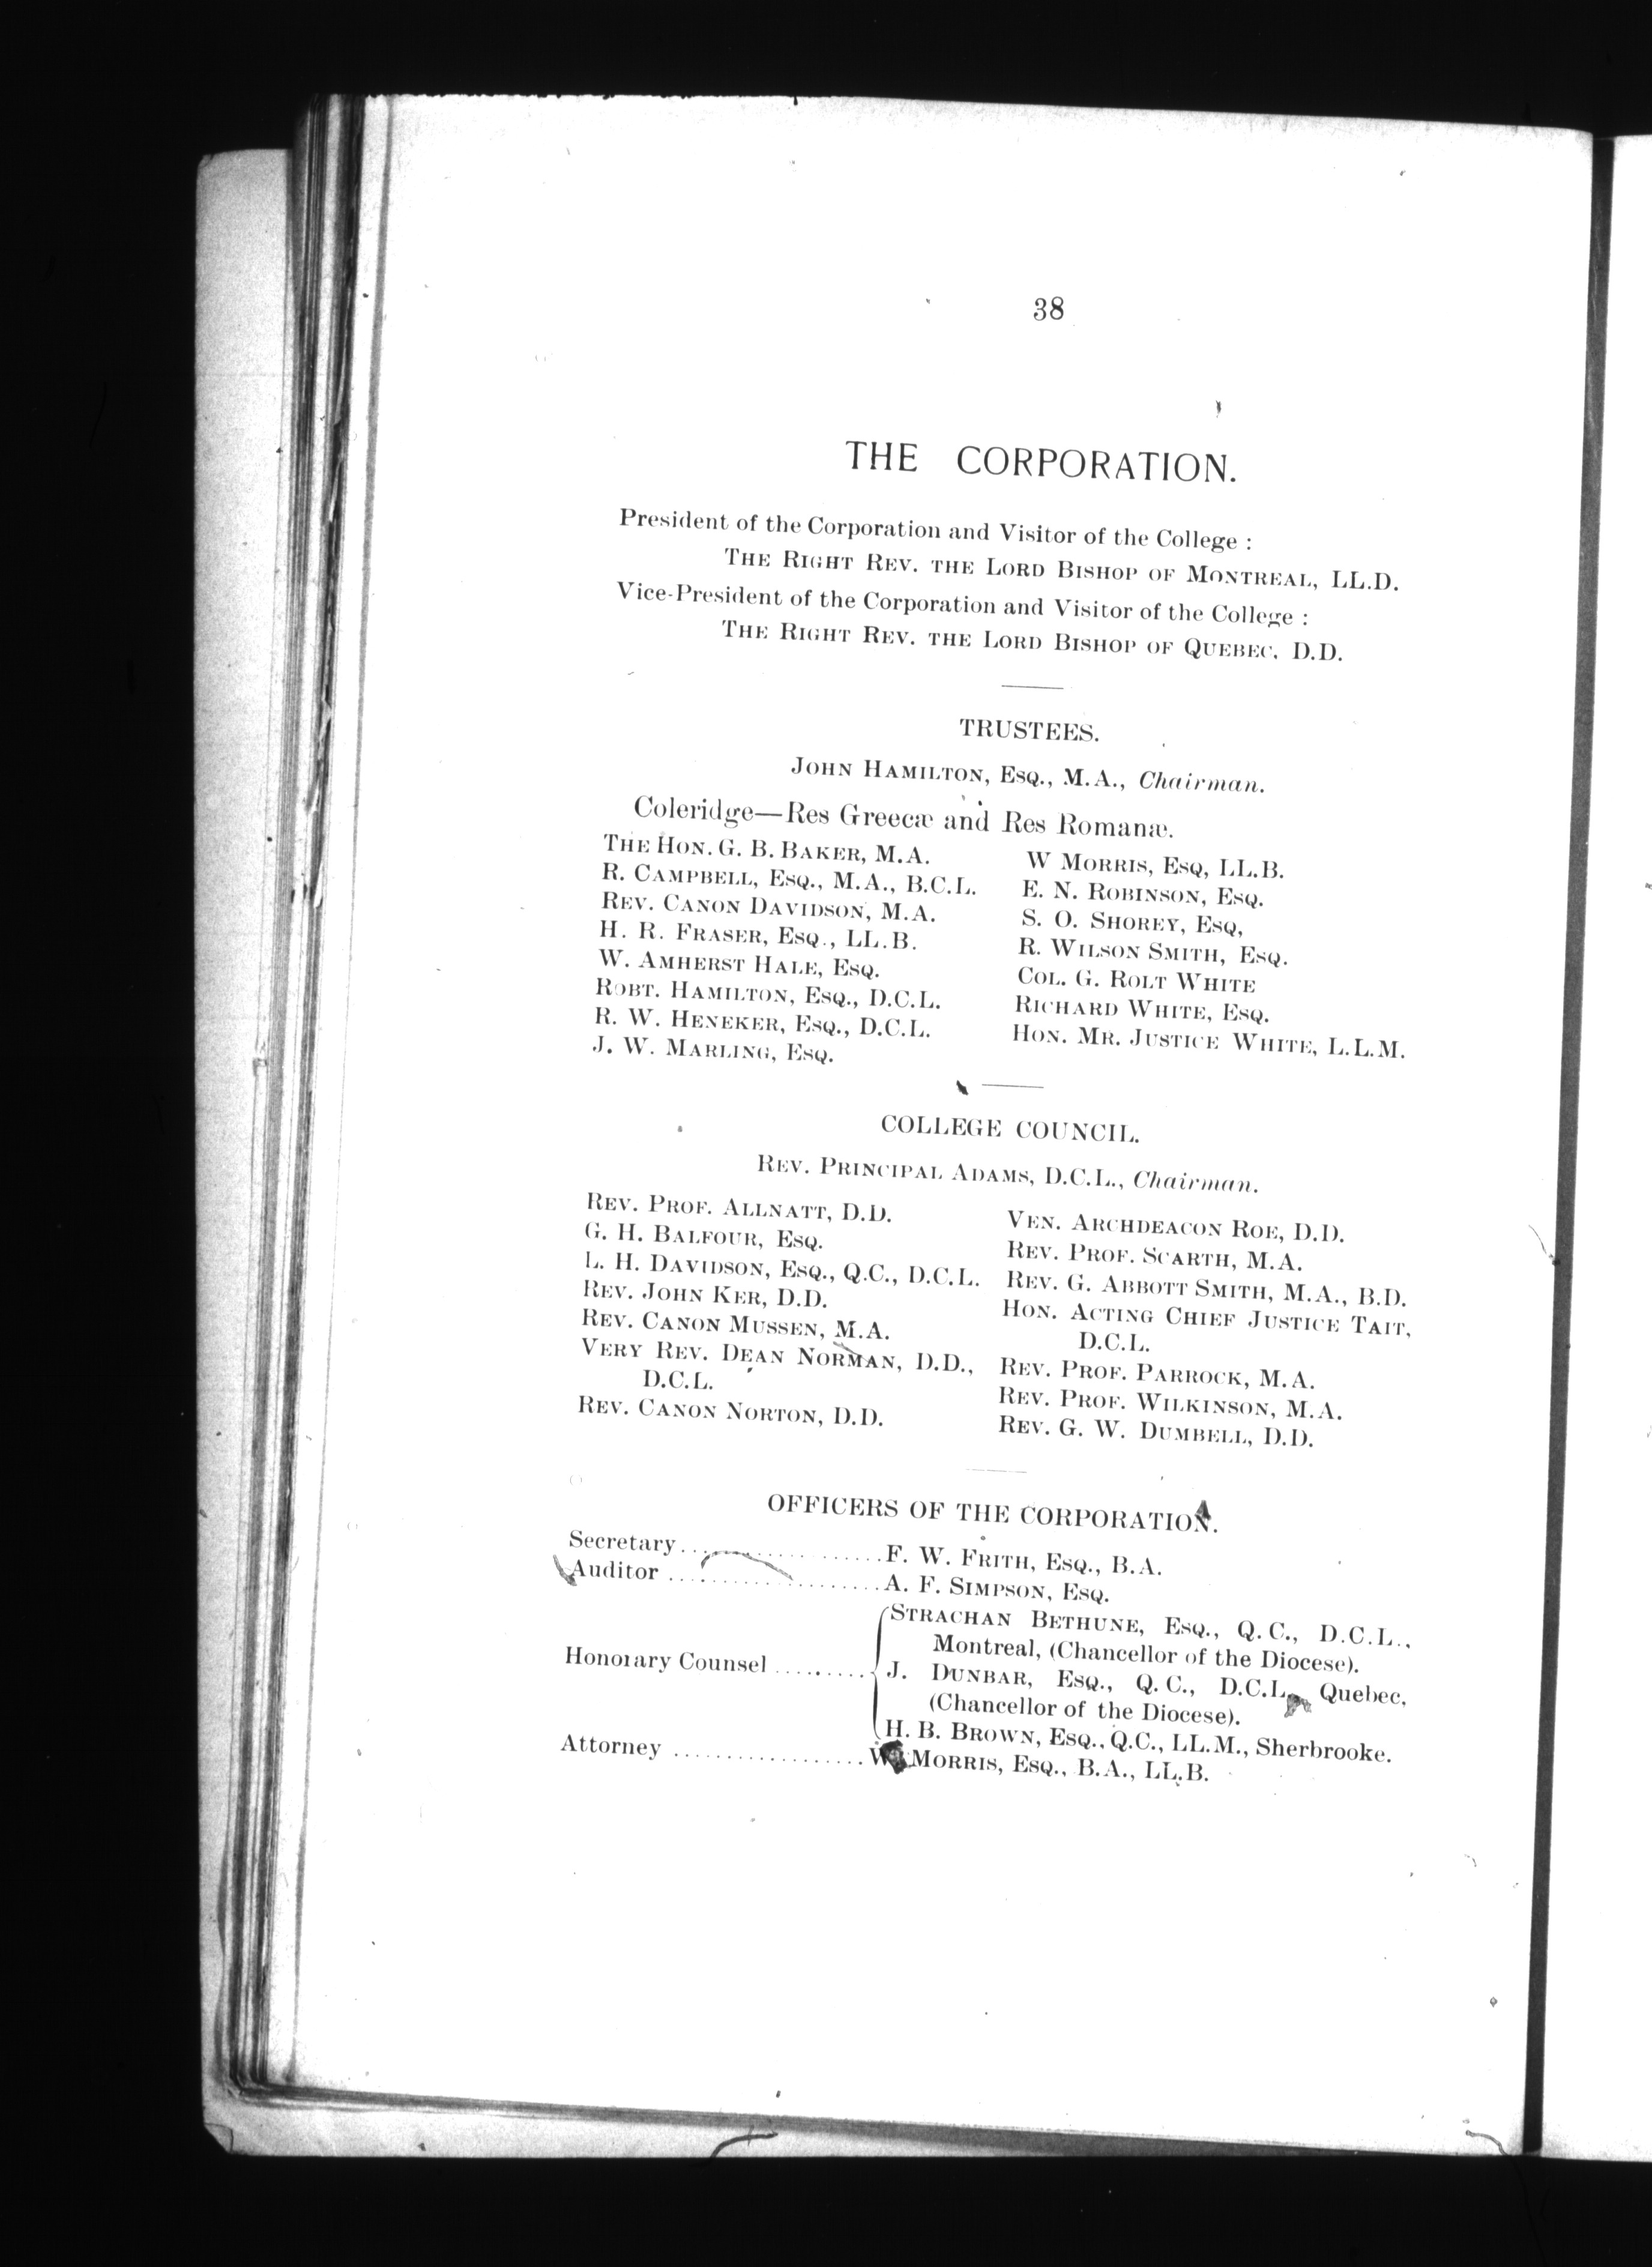 38
THE CORPORATION.
President of the Corporation and Visitor of the College :
THE RIGHT REV. THE LORD BISHOP OF MONTREAL, LL.D.
Vice-President of the Corporation and Visitor of the College :
THE RIGHT REV. THE LORD BISHOP OF QUEBEC, D.D.
TRUSTEES.
JOHN HAMILTON, ESQ., M.A., Chairman.
Coleridge—Res Greecæ and Res Romanæ.
THE HON. G. B. BAKER, M.A.
R. CAMPBELL, ESQ., M.A., B.C.L.
REV. CANON DAVIDSON, M.A.
H. R. FRASER, ESQ., LL.B.
W. AMHERST HALE, ESQ.
ROBT. HAMILTON, ESQ., D.C.L.
R. W. HENEKER, ESQ., D.C.L.
J. W. MARLING, ESQ.
W MORRIS, ESQ, LL.B.
E. N. ROBINSON, ESQ.
S. O. SHOREY, ESQ,
R. WILSON SMITH, ESQ.
COL. G. ROLT WHITE
RICHARD WHITE, ESQ.
HON. MR. JUSTICE WHITE, L.L.M.
COLLEGE COUNCIL.
REV. PRINCIPAL ADAMS, D.C.L., Chairman.
REV. PROF. ALLNATT, D.D.
G. H. BALFOUR, ESQ.
L. H. DAVIDSON, ESQ., Q.C., D.C.L.
REV. JOHN KER, D.D.
REV. CANON MUSSEN, M.A.
VERY REV. DEAN NORMAN, D.D.,
D.C.L.
REV. CANON NORTON, D.D.
VEN. ARCHDEACON ROE, D.D.
REV. PROF. SCARTH, M.A.
REV. G. ABBOTT SMITH, M.A., B.D.
HON. ACTING CHIEF JUSTICE TAIT,
D.C.L.
REV. PROF. PARROCK, M.A.
REV. PROF. WILKINSON, M.A.
REV. G. W. DUMBELL, D.D.
OFFICERS OF THE CORPORATION.
Secretary ..................... F. W. FRITH, ESQ., B.A.
Auditor ..................... A. F. SIMPSON, ESQ.
Honorary Counsel ......... { STRACHAN BETHUNE, ESQ., Q.C., D.C.L.,
Montreal, (Chancellor of the Diocese).
J. DUNBAR, ESQ., Q.C., D.C.L., Quebec,
(Chancellor of the Diocese).
H. B. BROWN, ESQ., Q.C., LL.M., Sherbrooke.
Attorney .................. W. MORRIS, ESQ., B.A., LL.B.